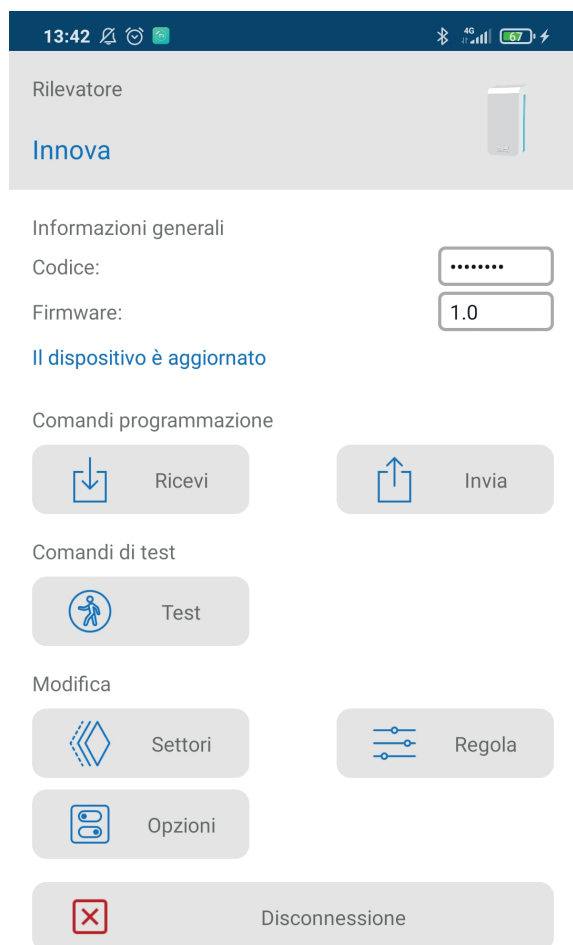 13:42
4G
67
Rilevatore
Innova
Informazioni generali
Codice:
••••••••
Firmware:
1.0
Il dispositivo è aggiornato
Comandi programmazione
Ricevi
Invia
Comandi di test
Test
Modifica
Settori
Regola
Opzioni
Disconnessione